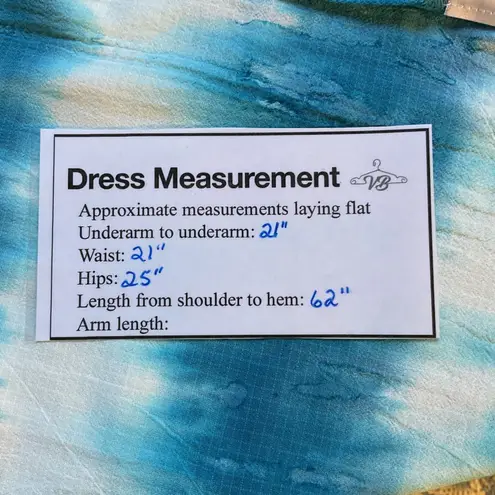 Dress Measurement VB
Approximate measurements laying flat
Underarm to underarm: 21"
Waist: 21"
Hips: 25"
Length from shoulder to hem: 62"
Arm length: